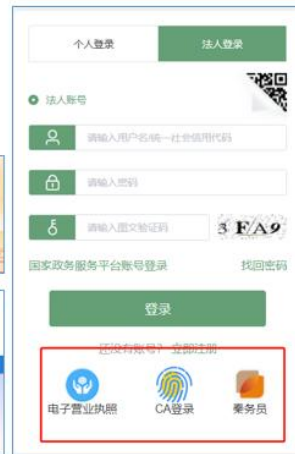 个人登录 法人登录
法人账号
请输入用户名/统一社会信用代码
请输入密码
请输入图文验证码 3 FA9
国家政务服务平台账号登录 找回密码
登录
还没有账号? 立即注册
电子营业执照 CA登录 秦务员